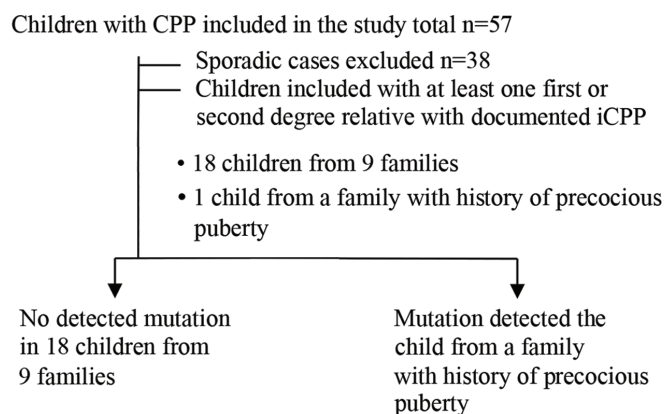 Children with CPP included in the study total n=57
Sporadic cases excluded n=38
Children included with at least one first or
second degree relative with documented iCPP
• 18 children from 9 families
• 1 child from a family with history of precocious
puberty
No detected mutation
in 18 children from
9 families
Mutation detected the
child from a family
with history of precocious
puberty